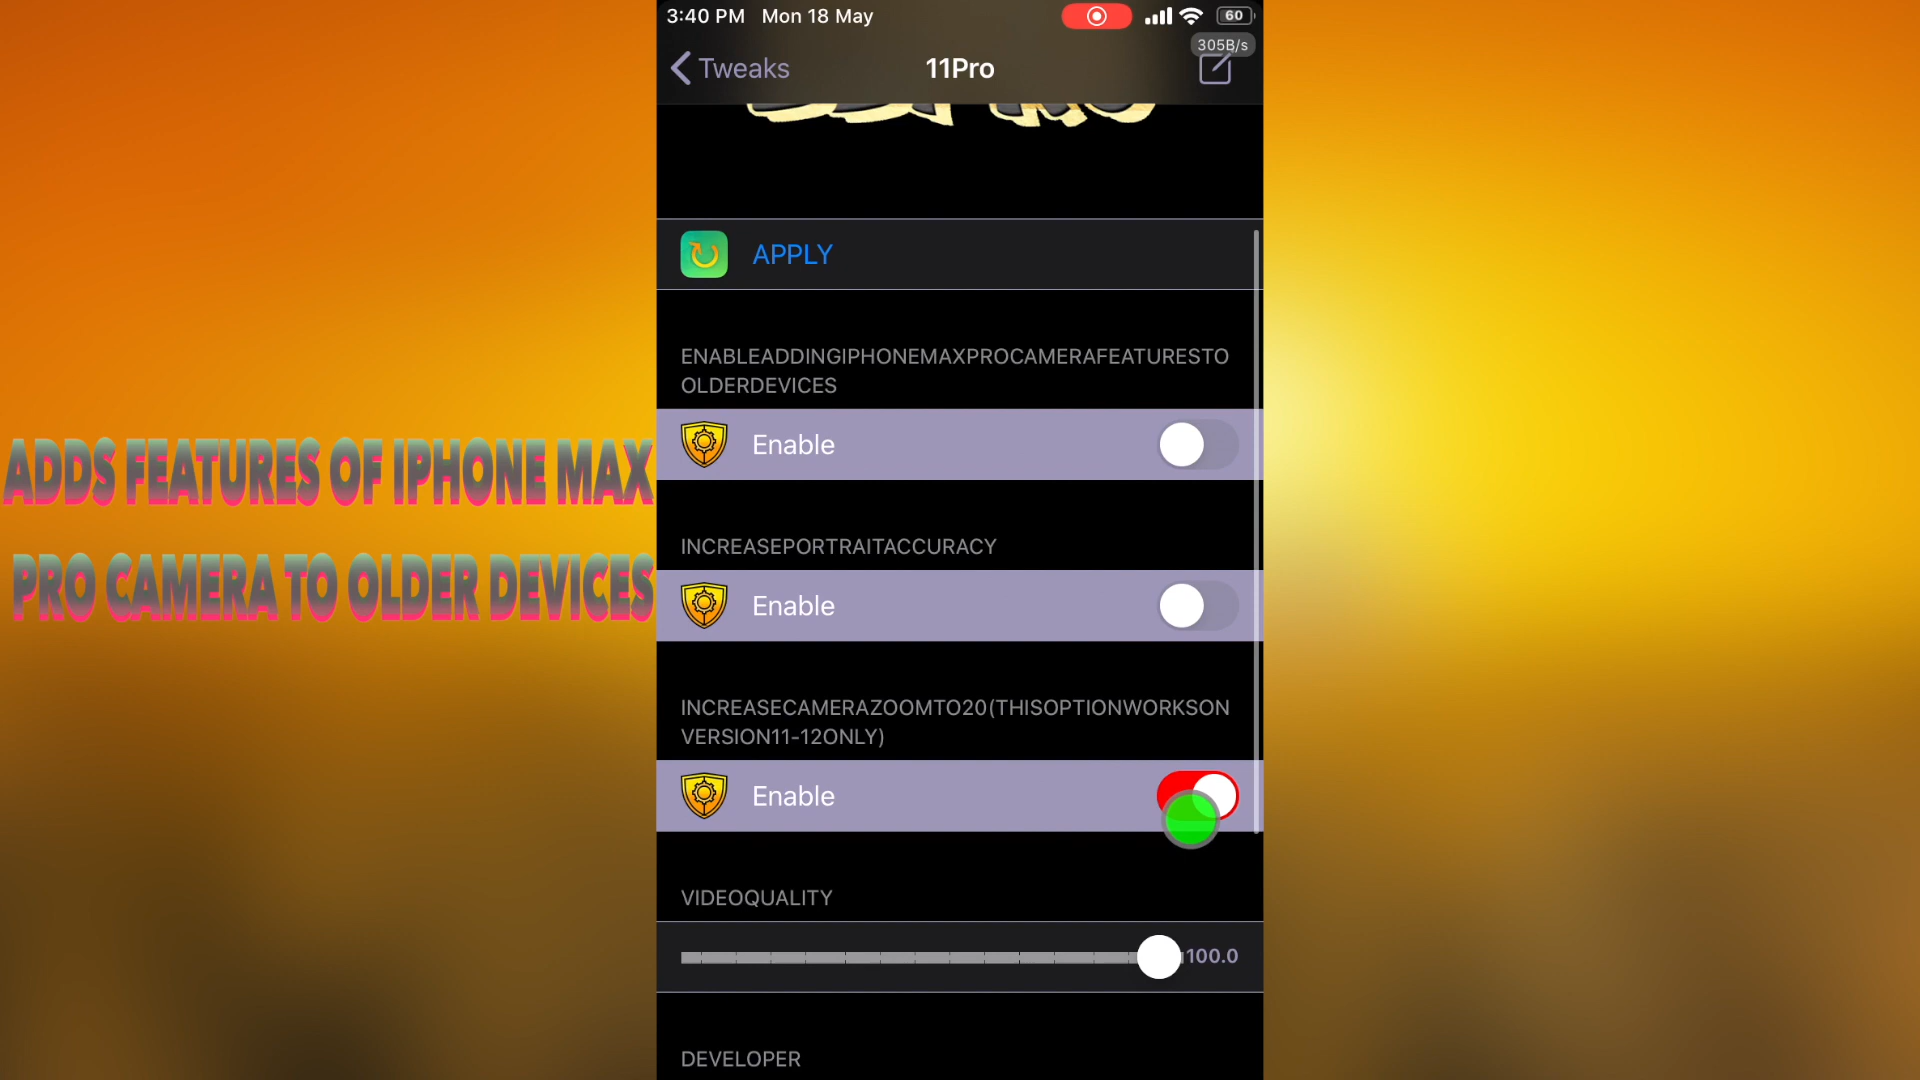 3:40 PM Mon 18 May 60
305B/s
Tweaks 11Pro
APPLY
ENABLEADDINGIPHONEMAXPROCAMERAFEATURESTO
OLDERDEVICES
Enable
INCREASEPORTRAITACCURACY
Enable
INCREASECAMERAZOOMTO20(THISOPTIONWORKSON
VERSION11-12ONLY)
Enable
VIDEOQUALITY
100.0
DEVELOPER
ADDS FEATURES OF IPHONE MAX
PRO CAMERA TO OLDER DEVICES